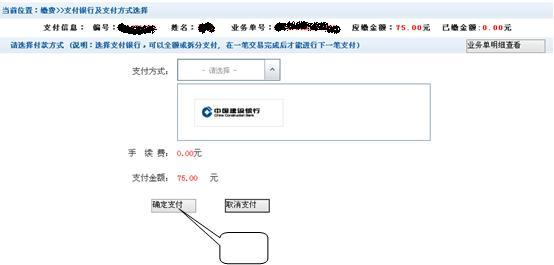 当前位置：缴费>>支付银行及支付方式选择
支付信息： 编号： 姓名： 业务单号： 应缴金额：75.00元 已缴金额:0.00元
请选择付款方式（说明：选择支付银行，可以全额或拆分支付，在一笔交易完成后才能进行下一笔支付） 业务单明细查看
支付方式： - 请选择 -
中国建设银行
China Construction Bank
手 续 费： 0.00元
支付金额： 75.00 元
确定支付 取消支付